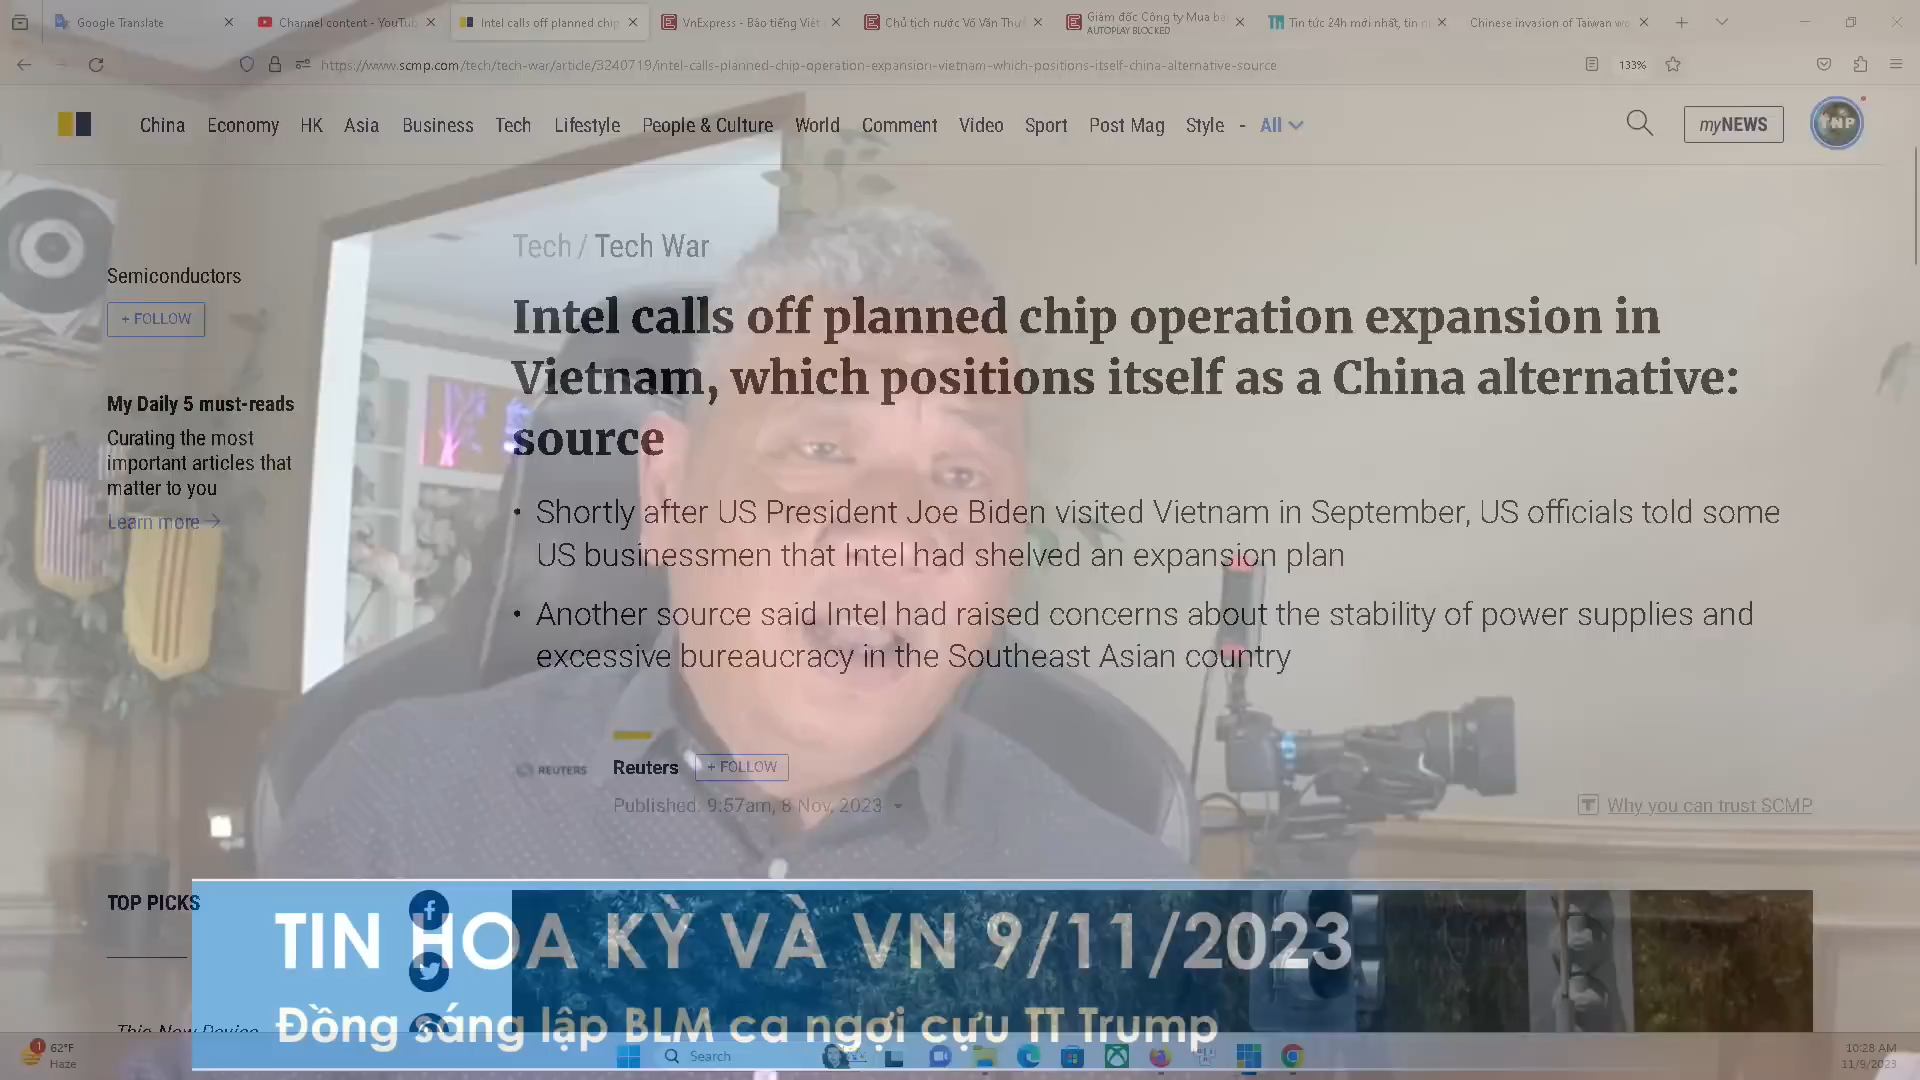 Google Translate
Channel content - YouTub
Intel calls off planned chip
VnExpress - Báo tiếng Việt
Chủ tịch nước Võ Văn Thu
Giám đốc Công ty Mua bá
AUTOPLAY BLOCKED
Tin tức 24h mới nhất, tin n
Chinese invasion of Taiwan wo
https://www.scmp.com/tech/tech-war/article/3240719/intel-calls-planned-chip-operation-expansion-vietnam-which-positions-itself-china-alternative-source
133%
China Economy HK Asia Business Tech Lifestyle People & Culture World Comment Video Sport Post Mag Style - All
myNEWS
TNP
Tech / Tech War
Semiconductors
+ FOLLOW
Intel calls off planned chip operation expansion in
Vietnam, which positions itself as a China alternative:
source
My Daily 5 must-reads
Curating the most
important articles that
matter to you
Learn more
• Shortly after US President Joe Biden visited Vietnam in September, US officials told some
US businessmen that Intel had shelved an expansion plan
• Another source said Intel had raised concerns about the stability of power supplies and
excessive bureaucracy in the Southeast Asian country
REUTERS
Reuters
+ FOLLOW
Published: 9:57am, 8 Nov, 2023
Why you can trust SCMP
TOP PICKS
TIN HOA KỲ VÀ VN 9/11/2023
This New Device
Đồng sáng lập BLM ca ngợi cựu TT Trump
1
62°F
Haze
Search
10:28 AM
11/9/2023